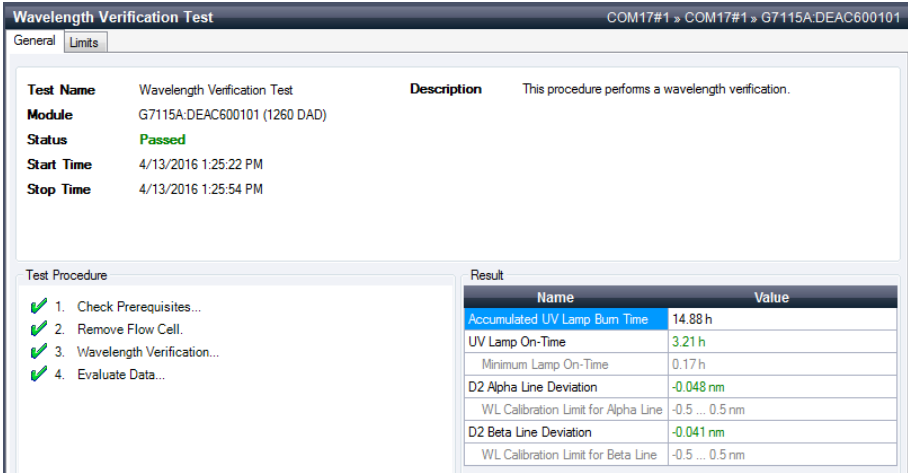 Wavelength Verification Test COM17#1 » COM17#1 » G7115A:DEAC600101
General Limits
Test Name Wavelength Verification Test Description This procedure performs a wavelength verification.
Module G7115A:DEAC600101 (1260 DAD)
Status Passed
Start Time 4/13/2016 1:25:22 PM
Stop Time 4/13/2016 1:25:54 PM
Test Procedure
1. Check Prerequisites...
2. Remove Flow Cell.
3. Wavelength Verification...
4. Evaluate Data...
Result
Name Value
Accumulated UV Lamp Burn Time 14.88 h
UV Lamp On-Time 3.21 h
Minimum Lamp On-Time 0.17 h
D2 Alpha Line Deviation -0.048 nm
WL Calibration Limit for Alpha Line -0.5 ... 0.5 nm
D2 Beta Line Deviation -0.041 nm
WL Calibration Limit for Beta Line -0.5 ... 0.5 nm